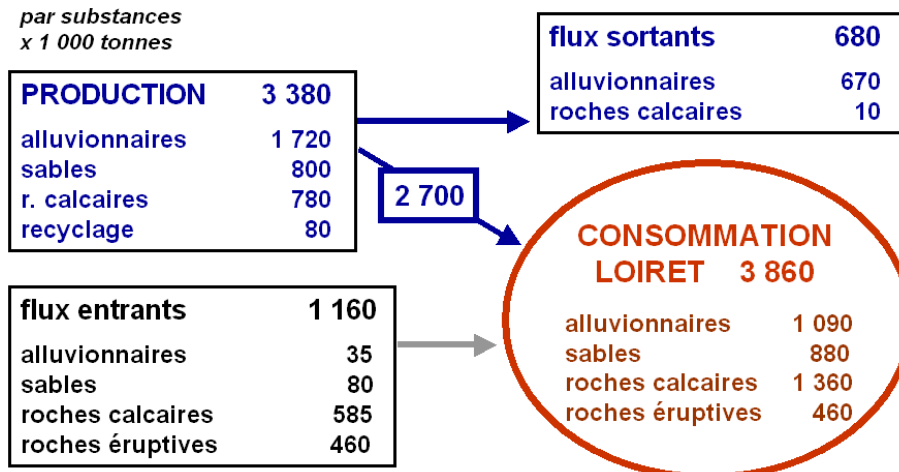 par substances
x 1 000 tonnes
PRODUCTION 3 380
alluvionnaires 1 720
sables 800
r. calcaires 780
recyclage 80
flux sortants 680
alluvionnaires 670
roches calcaires 10
2 700
flux entrants 1 160
alluvionnaires 35
sables 80
roches calcaires 585
roches éruptives 460
CONSOMMATION
LOIRET 3 860
alluvionnaires 1 090
sables 880
roches calcaires 1 360
roches éruptives 460